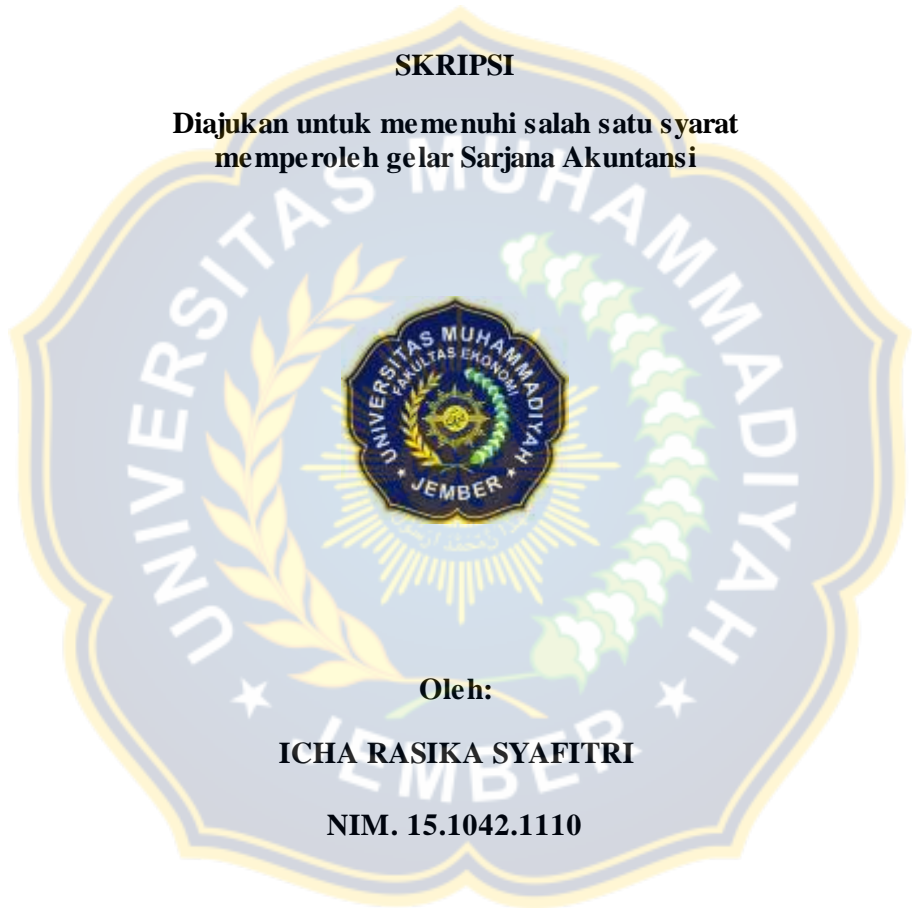 SKRIPSI
Diajukan untuk memenuhi salah satu syarat
memperoleh gelar Sarjana Akuntansi
UNIVERSITAS MUHAMMADIYAH
JEMBER
UNIVERSITAS MUHAMMADIYAH
FAKULTAS EKONOMI
JEMBER
Oleh:
ICHA RASIKA SYAFITRI
NIM. 15.1042.1110